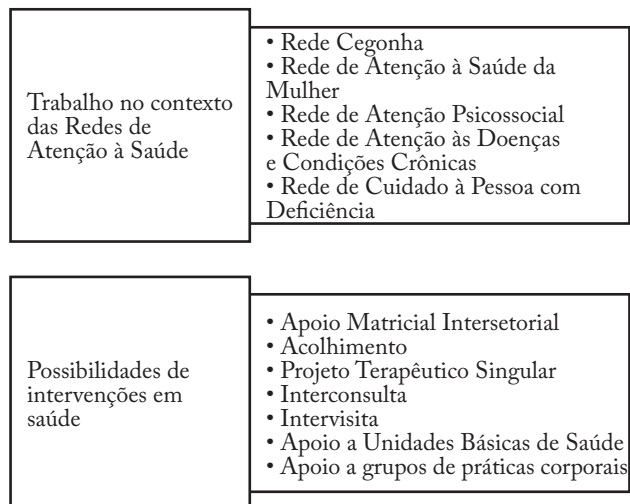 Trabalho no contexto
das Redes de
Atenção à Saúde
• Rede Cegonha
• Rede de Atenção à Saúde da
Mulher
• Rede de Atenção Psicossocial
• Rede de Atenção às Doenças
e Condições Crônicas
• Rede de Cuidado à Pessoa com
Deficiência
Possibilidades de
intervenções em
saúde
• Apoio Matricial Intersetorial
• Acolhimento
• Projeto Terapêutico Singular
• Interconsulta
• Intervisita
• Apoio a Unidades Básicas de Saúde
• Apoio a grupos de práticas corporais